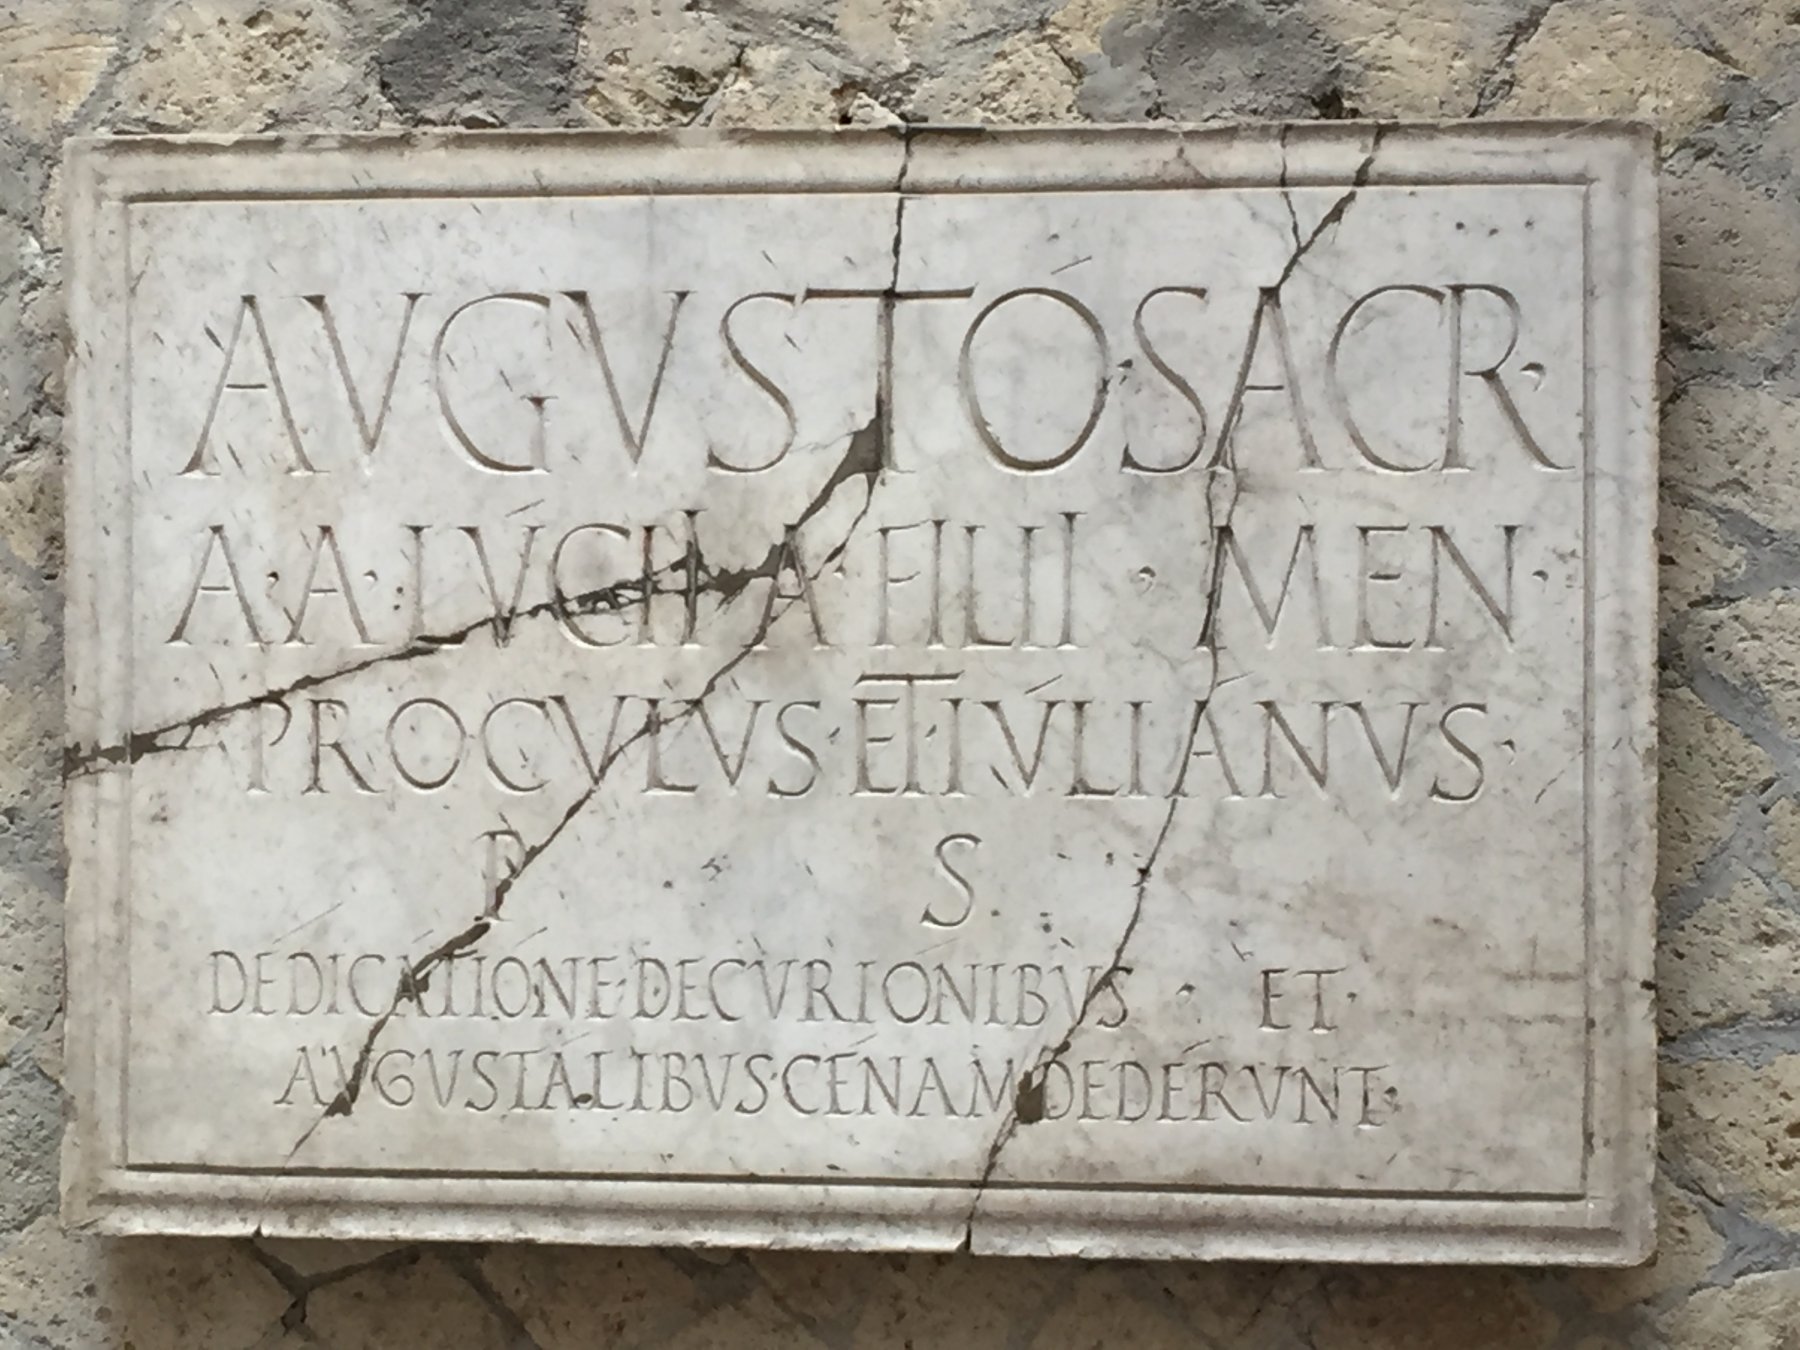 AVGVSTO·SACR·
A·A·LVCII·A·FILII·MEN·
PROCVLVS·ET·IVLIANVS·
P S
DEDICATIONE·DECVRIONIBVS·ET·
AVGVSTALIBVS·CENAM·DEDERVNT·